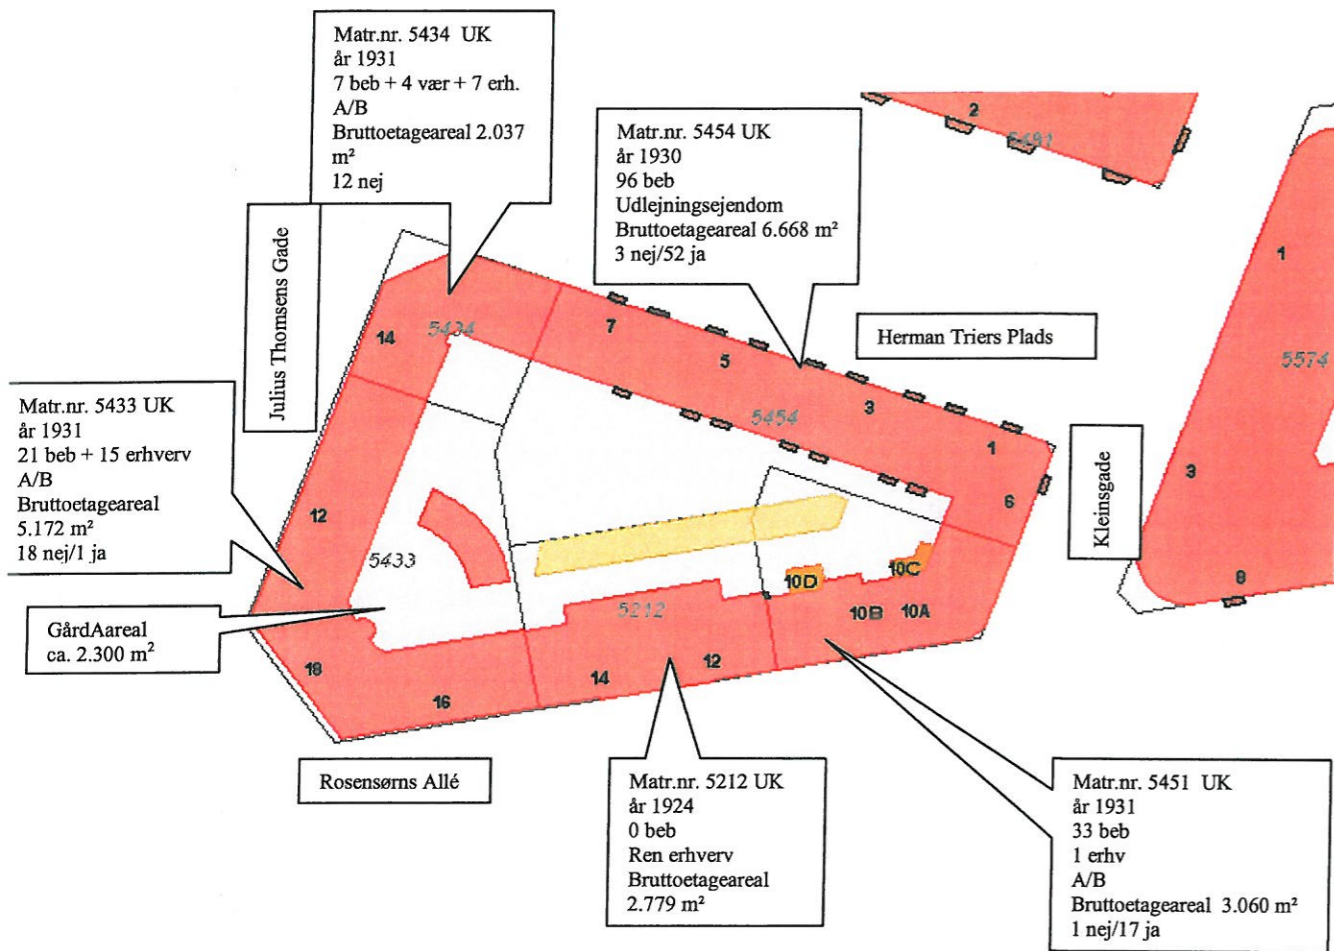 Matr.nr. 5434 UK
år 1931
7 beb + 4 vær + 7 erh.
A/B
Bruttoetageareal 2.037
m²
12 nej
Matr.nr. 5454 UK
år 1930
96 beb
Udlejningsejendom
Bruttoetageareal 6.668 m²
3 nej/52 ja
2
5481
Julius Thomsens Gade
Herman Triers Plads
Kleinsgade
1
5574
3
8
14
5434
7
5
3
5454
1
6
Matr.nr. 5433 UK
år 1931
21 beb + 15 erhverv
A/B
Bruttoetageareal
5.172 m²
18 nej/1 ja
12
5433
GårdAareal
ca. 2.300 m²
10D
10C
10B
10A
5212
18
16
14
12
Rosensørns Allé
Matr.nr. 5212 UK
år 1924
0 beb
Ren erhverv
Bruttoetageareal
2.779 m²
Matr.nr. 5451 UK
år 1931
33 beb
1 erhv
A/B
Bruttoetageareal 3.060 m²
1 nej/17 ja